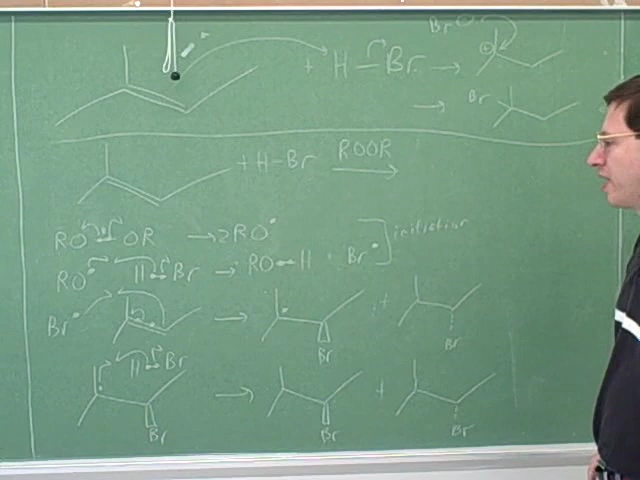 Br ⊖
+ H — Br →
⊕
→ Br
+ H-Br ROOR →
RO OR → 2RO• ] initiation
RO• H Br → RO H + Br•
Br• → • Br + Br
• H Br Br → Br + Br